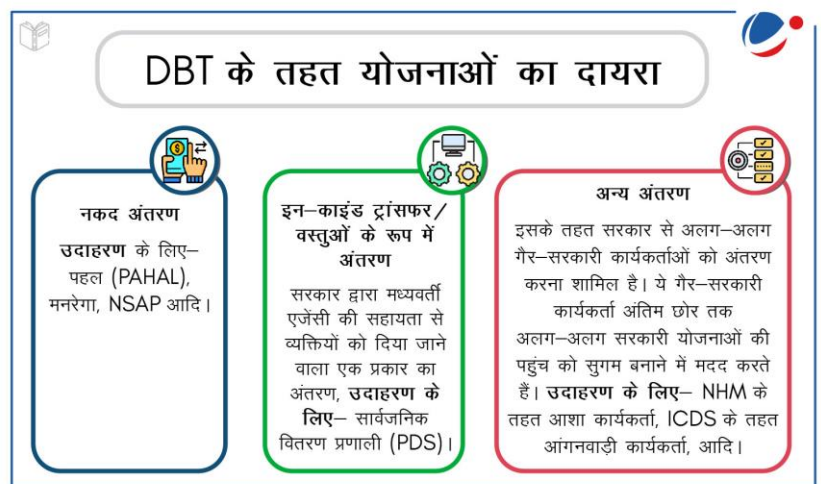 DBT के तहत योजनाओं का दायरा
नकद अंतरण
उदाहरण के लिए–
पहल (PAHAL),
मनरेगा, NSAP आदि।
इन–काइंड ट्रांसफर/
वस्तुओं के रूप में
अंतरण
सरकार द्वारा मध्यवर्ती
एजेंसी की सहायता से
व्यक्तियों को दिया जाने
वाला एक प्रकार का
अंतरण, उदाहरण के
लिए– सार्वजनिक
वितरण प्रणाली (PDS)।
अन्य अंतरण
इसके तहत सरकार से अलग–अलग
गैर–सरकारी कार्यकर्ताओं को अंतरण
करना शामिल है। ये गैर–सरकारी
कार्यकर्ता अंतिम छोर तक
अलग–अलग सरकारी योजनाओं की
पहुंच को सुगम बनाने में मदद करते
हैं। उदाहरण के लिए– NHM के
तहत आशा कार्यकर्ता, ICDS के तहत
आंगनवाड़ी कार्यकर्ता, आदि।